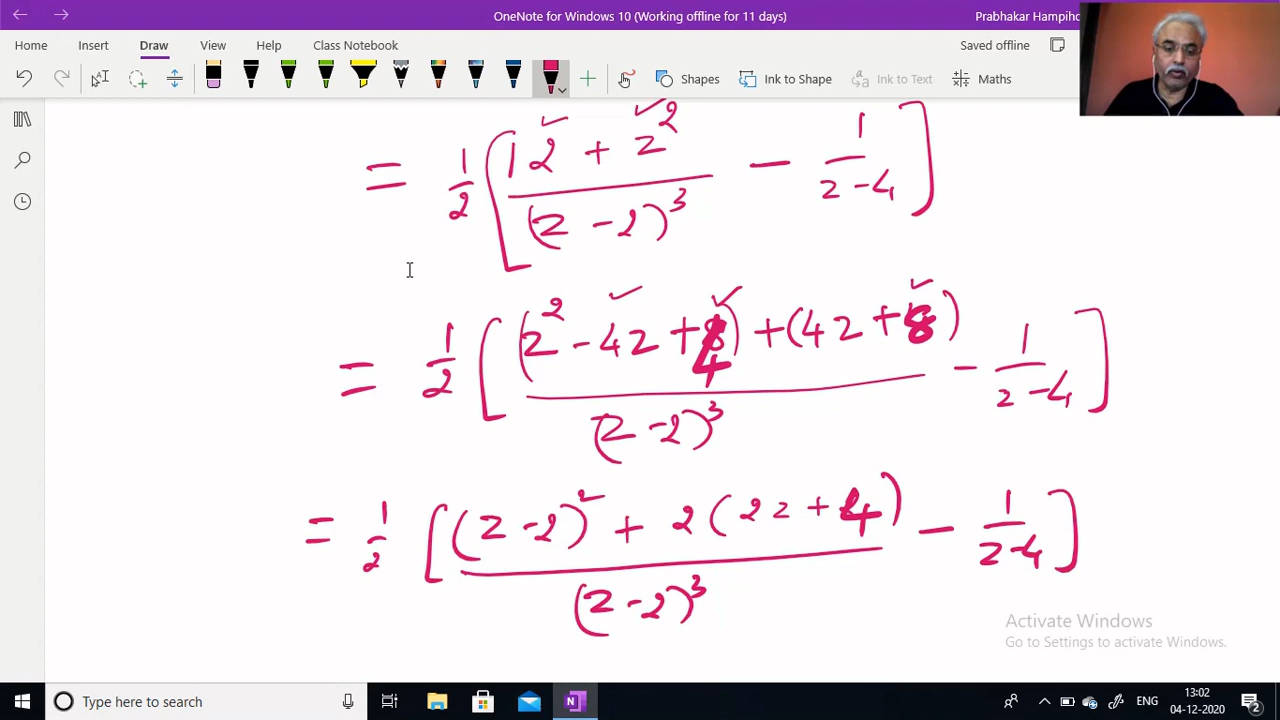 OneNote for Windows 10 (Working offline for 11 days)
Prabhakar Hampiho
Home Insert Draw View Help Class Notebook
Saved offline
Shapes Ink to Shape Ink to Text Maths
= 1/2 [ (12 + z^2)/(z - 2)^3 - 1/(z - 4) ]
= 1/2 [ ((z^2 - 4z + 4) + (4z + 8))/(z - 2)^3 - 1/(z - 4) ]
= 1/2 [ ((z - 2)^2 + 2(2z + 4))/(z - 2)^3 - 1/(z - 4) ]
Activate Windows
Go to Settings to activate Windows.
Type here to search
ENG
13:02
04-12-2020
2